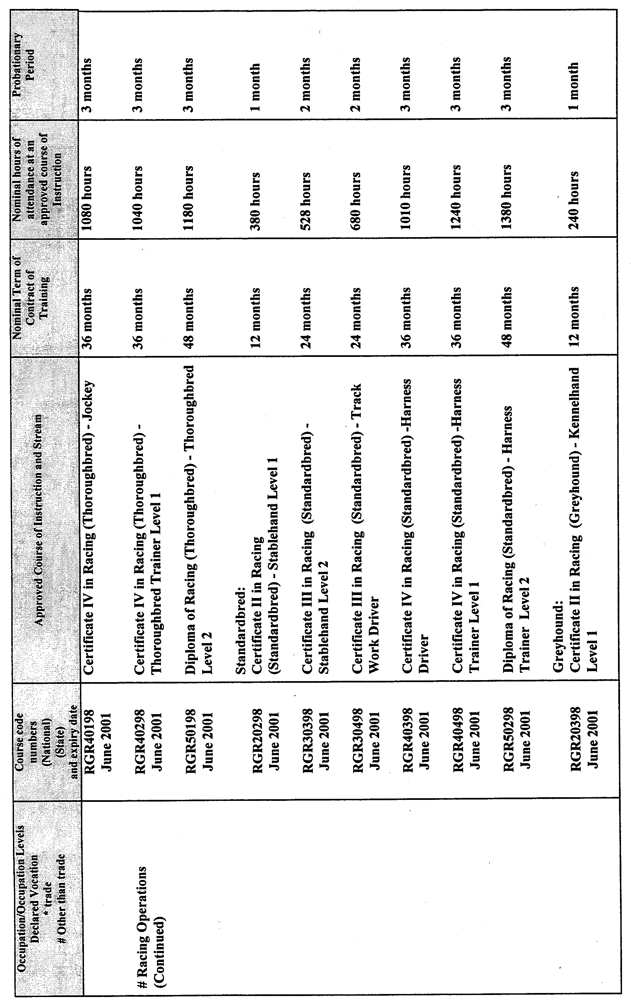 Occupation/Occupation Levels
Declared Vocation
* trade
# Other than trade
Course code
numbers
(National)
(State)
and expiry date
Approved Course of Instruction and Stream
Nominal Term of
Contract of
Training
Nominal hours of
attendance at an
approved course of
Instruction
Probationary
Period
# Racing Operations
(Continued)
RGR40198
June 2001
Certificate IV in Racing (Thoroughbred) - Jockey
36 months
1080 hours
3 months
RGR40298
June 2001
Certificate IV in Racing (Thoroughbred) -
Thoroughbred Trainer Level 1
36 months
1040 hours
3 months
RGR50198
June 2001
Diploma of Racing (Thoroughbred) - Thoroughbred
Level 2
48 months
1180 hours
3 months
Standardbred:
RGR20298
June 2001
Certificate II in Racing
(Standardbred) - Stablehand Level 1
12 months
380 hours
1 month
RGR30398
June 2001
Certificate III in Racing (Standardbred) -
Stablehand Level 2
24 months
528 hours
2 months
RGR30498
June 2001
Certificate III in Racing (Standardbred) - Track
Work Driver
24 months
680 hours
2 months
RGR40398
June 2001
Certificate IV in Racing (Standardbred) -Harness
Driver
36 months
1010 hours
3 months
RGR40498
June 2001
Certificate IV in Racing (Standardbred) -Harness
Trainer Level 1
36 months
1240 hours
3 months
RGR50298
June 2001
Diploma of Racing (Standardbred) - Harness
Trainer Level 2
48 months
1380 hours
3 months
Greyhound:
RGR20398
June 2001
Certificate II in Racing (Greyhound) - Kennelhand
Level 1
12 months
240 hours
1 month